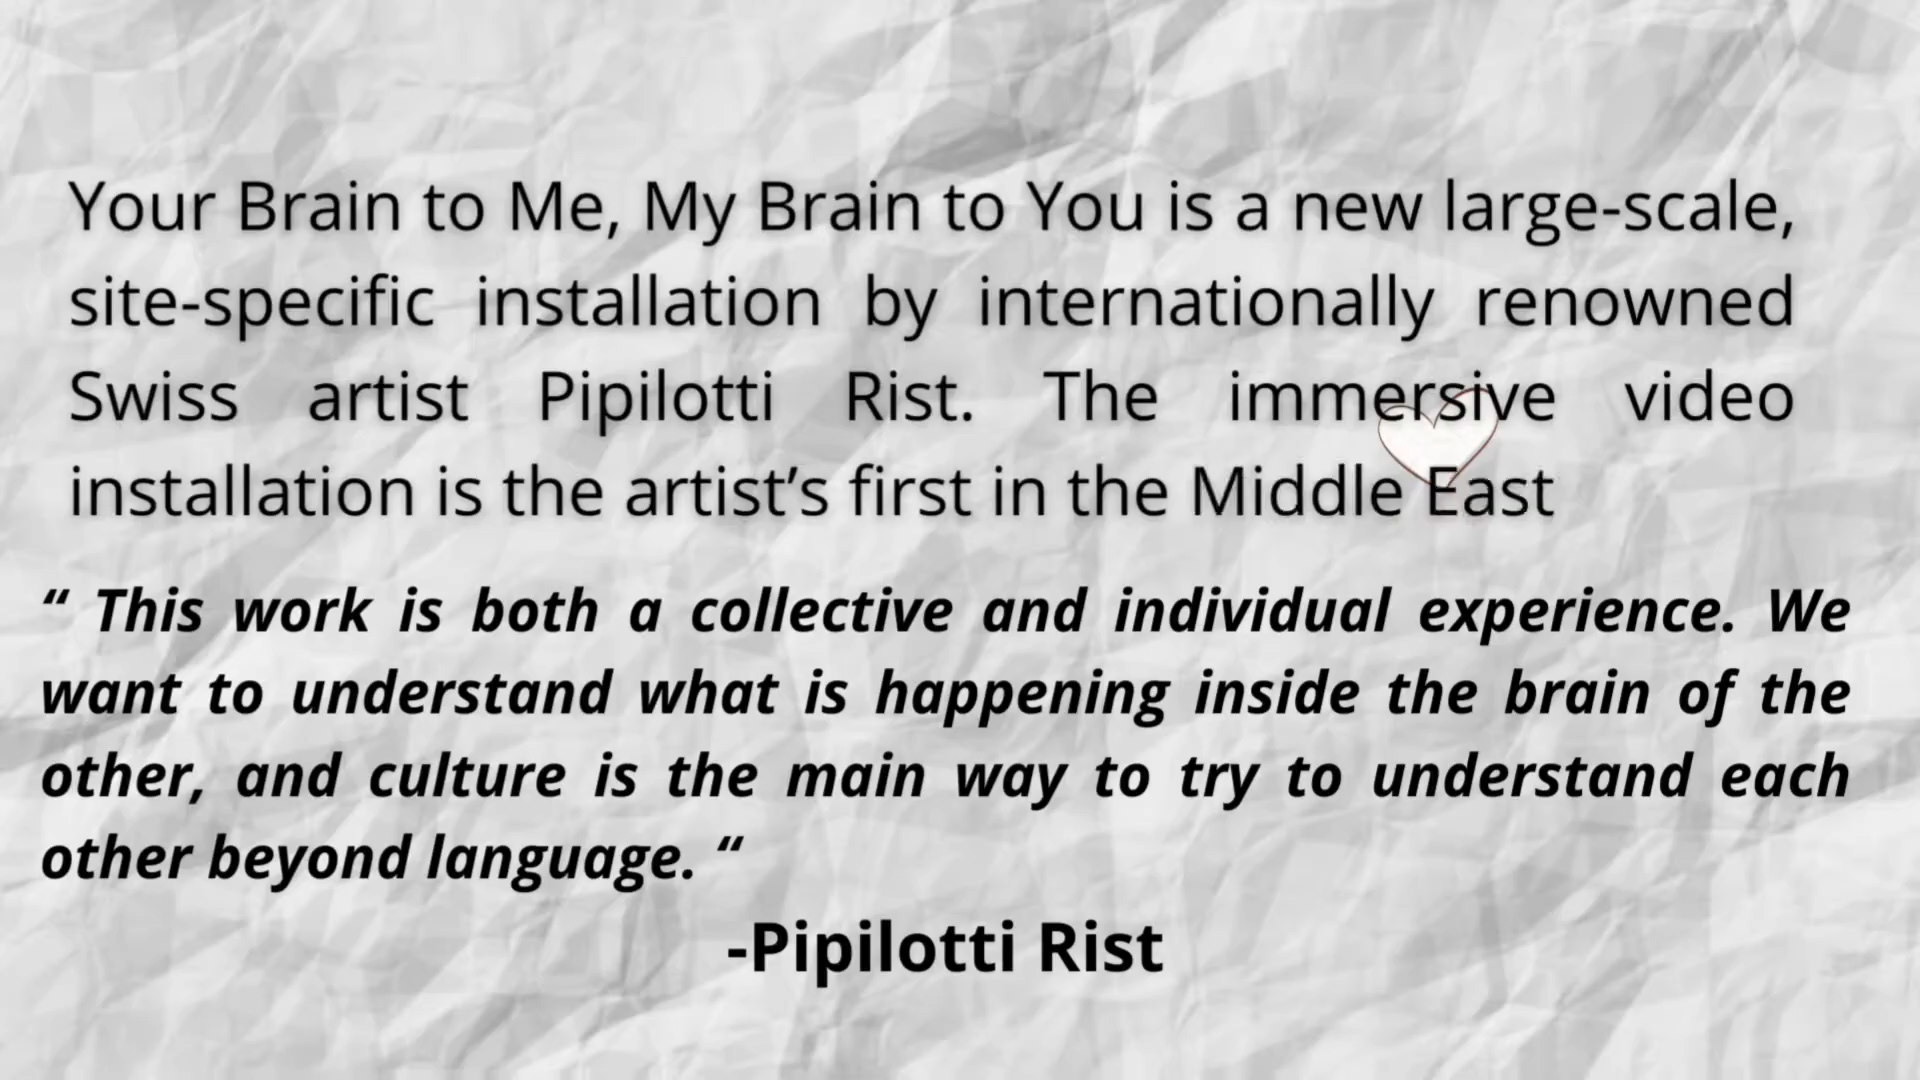 Your Brain to Me, My Brain to You is a new large-scale,
site-specific installation by internationally renowned
Swiss artist Pipilotti Rist. The immersive video
installation is the artist’s first in the Middle East
“ This work is both a collective and individual experience. We
want to understand what is happening inside the brain of the
other, and culture is the main way to try to understand each
other beyond language. “
-Pipilotti Rist